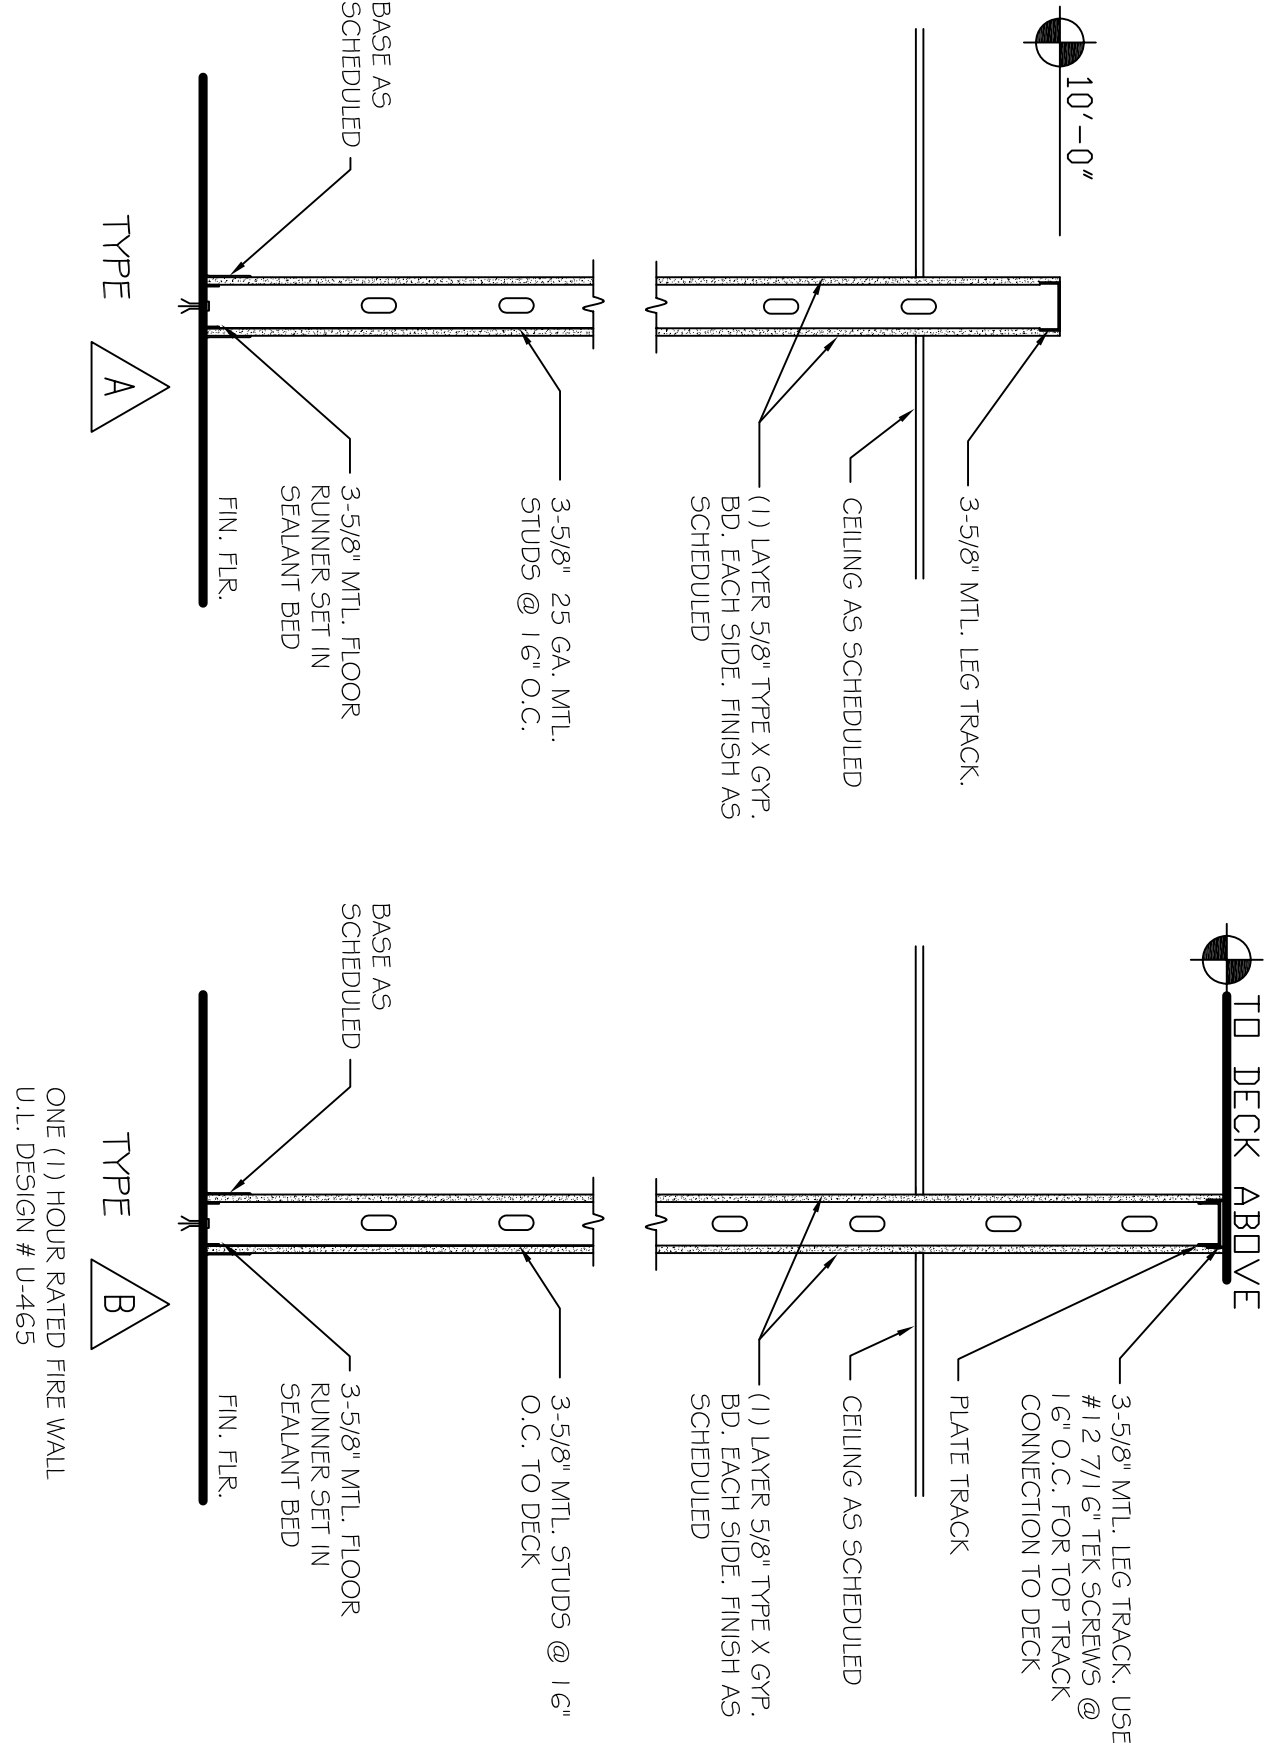 10'-0"
3-5/8" MTL. LEG TRACK.
CEILING AS SCHEDULED
(1) LAYER 5/8" TYPE X GYP.
BD. EACH SIDE. FINISH AS
SCHEDULED
3-5/8" 25 GA. MTL.
STUDS @ 16" O.C.
BASE AS
SCHEDULED
3-5/8" MTL. FLOOR
RUNNER SET IN
SEALANT BED
FIN. FLR.
TYPE
A
TO DECK ABOVE
3-5/8" MTL. LEG TRACK. USE
#12 7/16" TEK SCREWS @
16" O.C. FOR TOP TRACK
CONNECTION TO DECK
PLATE TRACK
CEILING AS SCHEDULED
(1) LAYER 5/8" TYPE X GYP.
BD. EACH SIDE. FINISH AS
SCHEDULED
3-5/8" MTL. STUDS @ 16"
O.C. TO DECK
BASE AS
SCHEDULED
3-5/8" MTL. FLOOR
RUNNER SET IN
SEALANT BED
FIN. FLR.
TYPE
B
ONE (1) HOUR RATED FIRE WALL
U.L. DESIGN # U-465